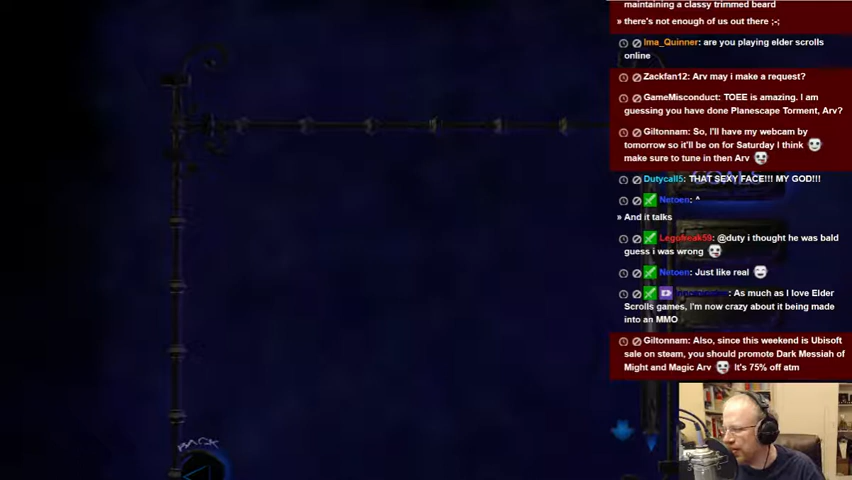 maintaining a classy trimmed beard
» there's not enough of us out there ;-;
Ima_Quinner: are you playing elder scrolls
online
Zackfan12: Arv may i make a request?
GameMisconduct: TOEE is amazing. I am
guessing you have done Planescape Torment, Arv?
Giltonnam: So, I'll have my webcam by
tomorrow so it'll be on for Saturday I think
make sure to tune in then Arv
Dutycall5: THAT SEXY FACE!!! MY GOD!!!
GOALS
Netoen: ^
» And it talks
Legofreak59: @duty i thought he was bald
guess i was wrong
Netoen: Just like real
: As much as I love Elder
Scrolls games, I'm now crazy about it being made
into an MMO
Giltonnam: Also, since this weekend is Ubisoft
sale on steam, you should promote Dark Messiah of
Might and Magic Arv It's 75% off atm
BACK